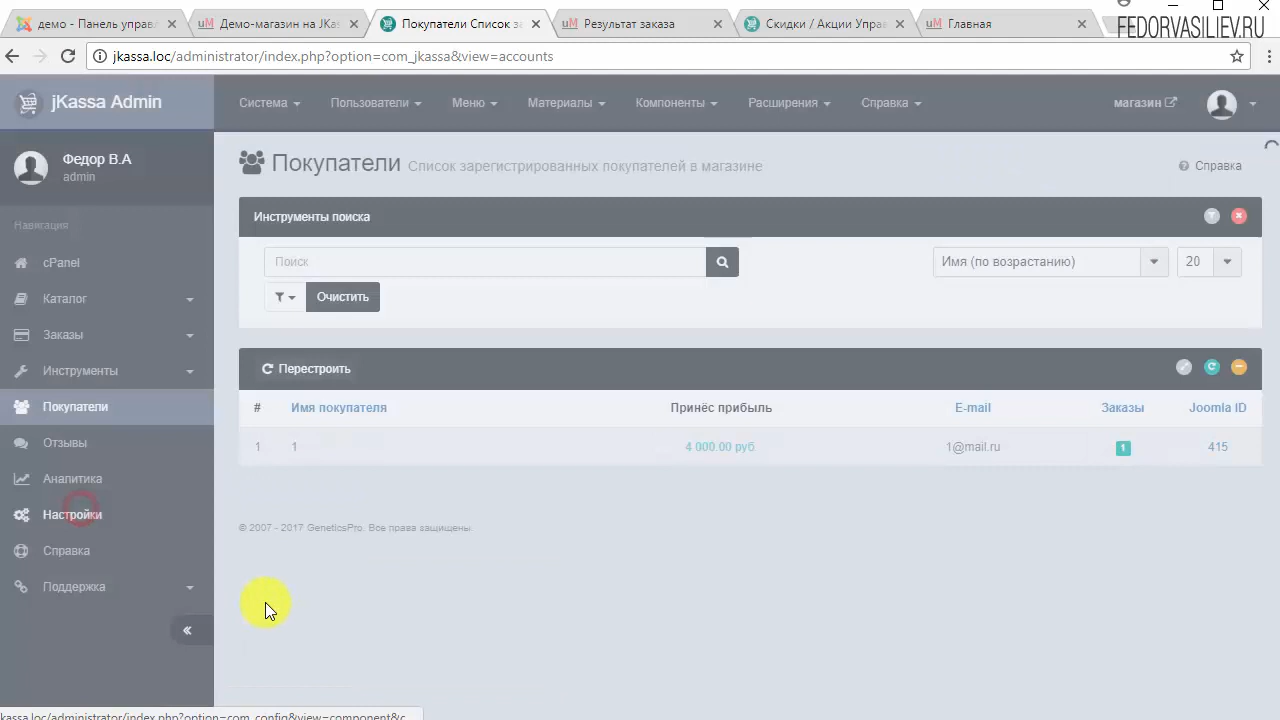 демо - Панель управл
Демо-магазин на JKas
Покупатели Список за
Результат заказа
Скидки / Акции Упра
Главная
FEDORVASILIEV.RU
jkassa.loc/administrator/index.php?option=com_jkassa&view=accounts
jKassa Admin
Система
Пользователи
Меню
Материалы
Компоненты
Расширения
Справка
магазин
Федор В.А
admin
Покупатели Список зарегистрированных покупателей в магазине
Справка
Навигация
Инструменты поиска
cPanel
Поиск
Имя (по возрастанию)
20
Каталог
Очистить
Заказы
Инструменты
Перестроить
Покупатели
# Имя покупателя Принёс прибыль E-mail Заказы Joomla ID
Отзывы
1 1 4 000.00 руб 1@mail.ru 1 415
Аналитика
Настройки
© 2007 - 2017 GeneticsPro. Все права защищены.
Справка
Поддержка
kassa.loc/administrator/index.php?option=com_config&view=component&c